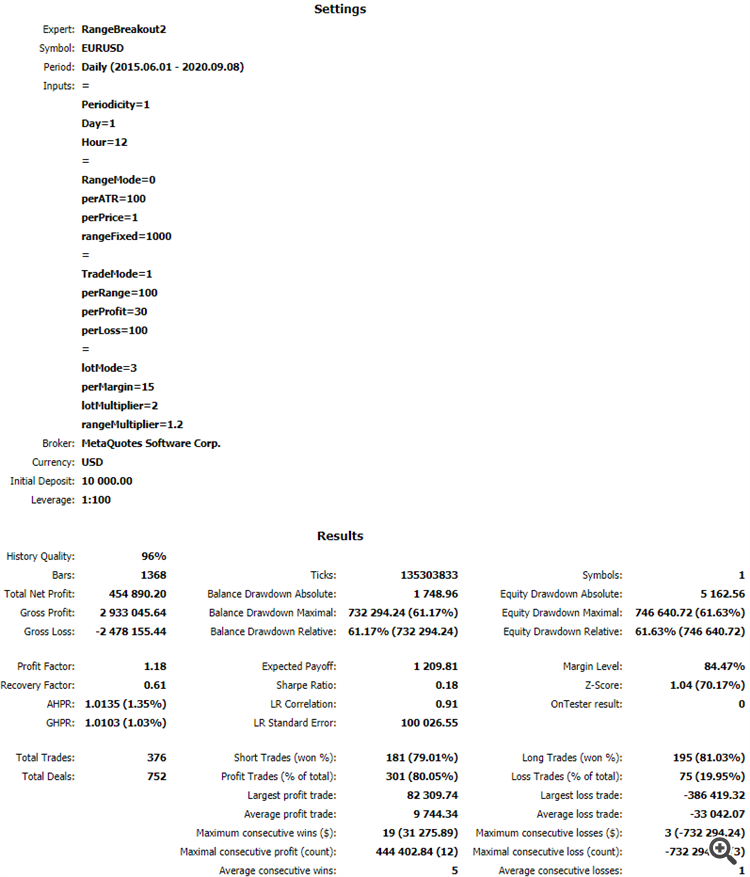 Settings
Expert: RangeBreakout2
Symbol: EURUSD
Period: Daily (2015.06.01 - 2020.09.08)
Inputs: =
Periodicity=1
Day=1
Hour=12
=
RangeMode=0
perATR=100
perPrice=1
rangeFixed=1000
=
TradeMode=1
perRange=100
perProfit=30
perLoss=100
=
lotMode=3
perMargin=15
lotMultiplier=2
rangeMultiplier=1.2
Broker: MetaQuotes Software Corp.
Currency: USD
Initial Deposit: 10 000.00
Leverage: 1:100
Results
History Quality: 96%
Bars: 1368 Ticks: 135303833 Symbols: 1
Total Net Profit: 454 890.20 Balance Drawdown Absolute: 1 748.96 Equity Drawdown Absolute: 5 162.56
Gross Profit: 2 933 045.64 Balance Drawdown Maximal: 732 294.24 (61.17%) Equity Drawdown Maximal: 746 640.72 (61.63%)
Gross Loss: -2 478 155.44 Balance Drawdown Relative: 61.17% (732 294.24) Equity Drawdown Relative: 61.63% (746 640.72)
Profit Factor: 1.18 Expected Payoff: 1 209.81 Margin Level: 84.47%
Recovery Factor: 0.61 Sharpe Ratio: 0.18 Z-Score: 1.04 (70.17%)
AHPR: 1.0135 (1.35%) LR Correlation: 0.91 OnTester result: 0
GHPR: 1.0103 (1.03%) LR Standard Error: 100 026.55
Total Trades: 376 Short Trades (won %): 181 (79.01%) Long Trades (won %): 195 (81.03%)
Total Deals: 752 Profit Trades (% of total): 301 (80.05%) Loss Trades (% of total): 75 (19.95%)
Largest profit trade: 82 309.74 Largest loss trade: -386 419.32
Average profit trade: 9 744.34 Average loss trade: -33 042.07
Maximum consecutive wins ($): 19 (31 275.89) Maximum consecutive losses ($): 3 (-732 294.24)
Maximal consecutive profit (count): 444 402.84 (12) Maximal consecutive loss (count): -732 294
Average consecutive wins: 5 Average consecutive losses: 1